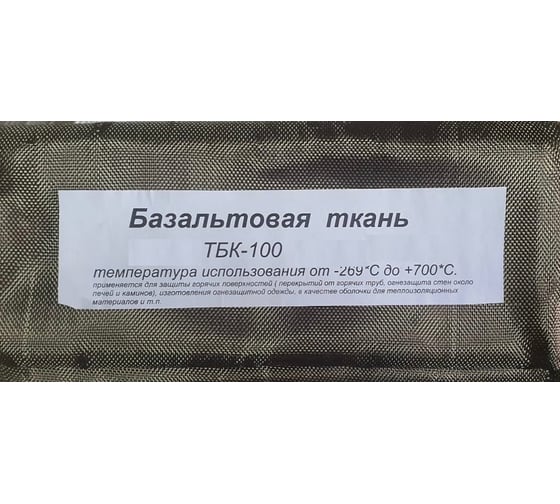 Базальтовая ткань
ТБК-100
температура использования от -269*С до +700*С.
применяется для защиты горячих поверхностей ( перекрытий от горячих труб, огнезащита стен около
печей и каминов), изготовления огнезащитной одежды, в качестве оболочки для теплоизоляционных
материалов и т.п.